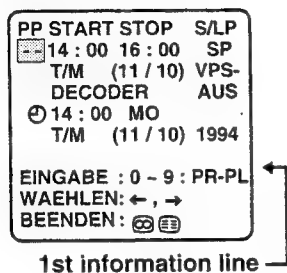 PP START STOP S/LP
-- 14 : 00 16 : 00 SP
T/M (11 / 10) VPS-
DECODER AUS
14 : 00 MO
T/M (11 / 10) 1994
EINGABE : 0 ~ 9 : PR-PL
WAEHLEN: ← , →
BEENDEN :
1st information line